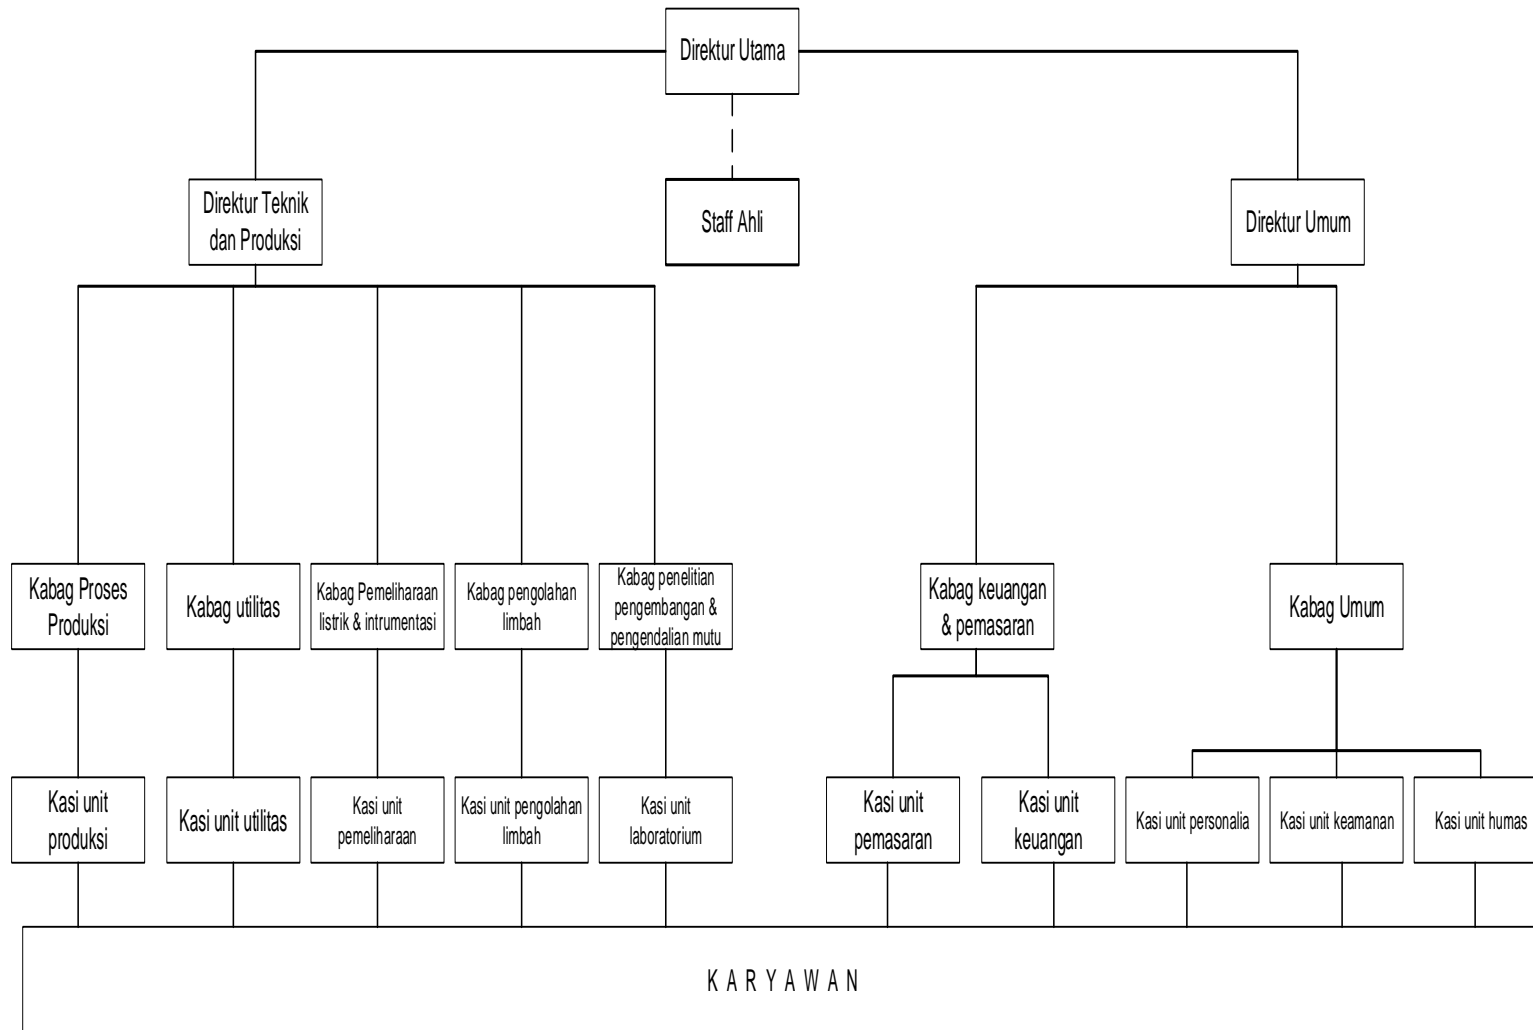 Direktur Utama
Direktur Teknik
dan Produksi
Staff Ahli
Direktur Umum
Kabag Proses
Produksi
Kabag utilitas
Kabag Pemeliharaan
listrik & intrumentasi
Kabag pengolahan
limbah
Kabag penelitian
pengembangan &
pengendalian mutu
Kabag keuangan
& pemasaran
Kabag Umum
Kasi unit
produksi
Kasi unit utilitas
Kasi unit
pemeliharaan
Kasi unit pengolahan
limbah
Kasi unit
laboratorium
Kasi unit
pemasaran
Kasi unit
keuangan
Kasi unit personalia
Kasi unit keamanan
Kasi unit humas
K A R Y A W A N